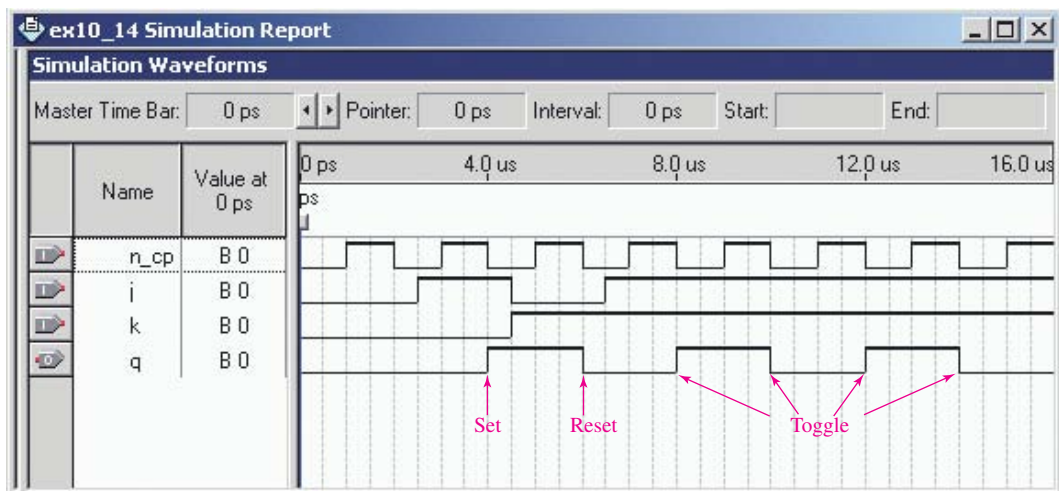 ex10_14 Simulation Report
Simulation Waveforms
Master Time Bar: 0 ps Pointer: 0 ps Interval: 0 ps Start: End:
Name Value at 0 ps
0 ps 4.0 us 8.0 us 12.0 us 16.0 us
ps
n_cp B 0
j B 0
k B 0
q B 0
Set Reset Toggle